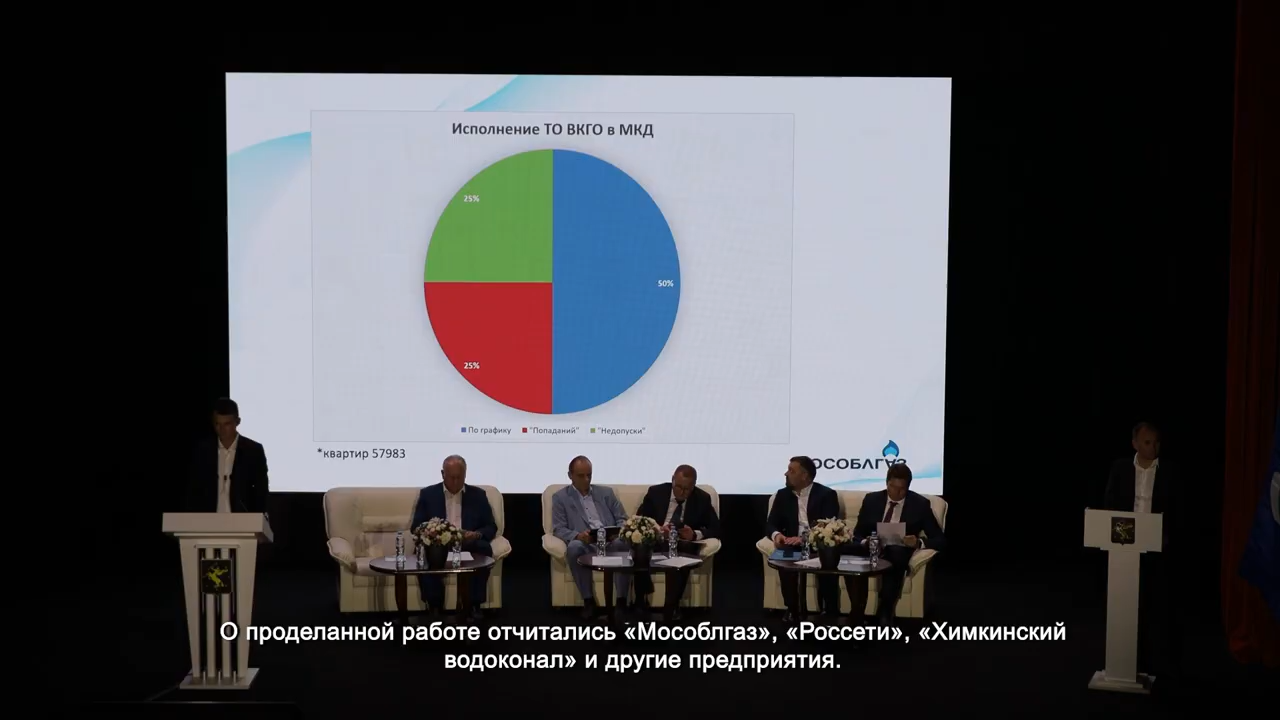 Исполнение ТО ВКГО в МКД
25%
50%
25%
По графику "Попаданий" "Недопуски"
*квартир 57983
МОСОБЛГАЗ
О проделанной работе отчитались «Мособлгаз», «Россети», «Химкинский
водоконал» и другие предприятия.